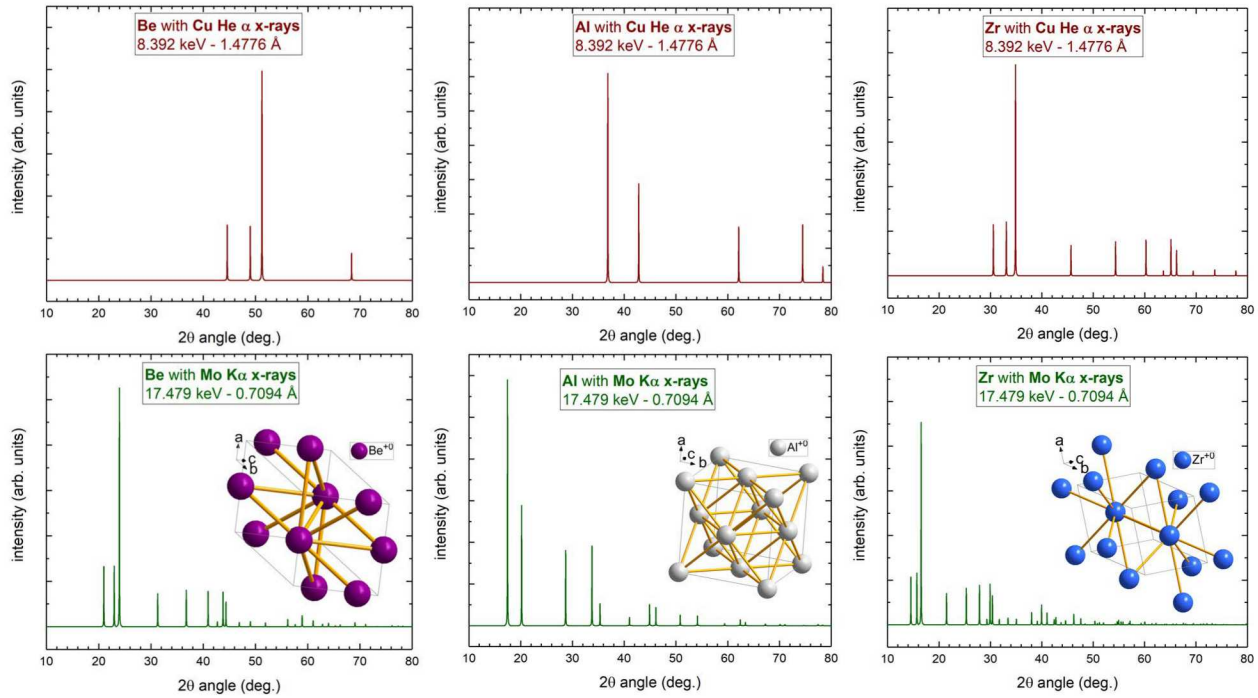 Be with Cu He α x-rays
8.392 keV - 1.4776 Å
intensity (arb. units)
10 20 30 40 50 60 70 80
2θ angle (deg.)
Al with Cu He α x-rays
8.392 keV - 1.4776 Å
intensity (arb. units)
10 20 30 40 50 60 70 80
2θ angle (deg.)
Zr with Cu He α x-rays
8.392 keV - 1.4776 Å
intensity (arb. units)
10 20 30 40 50 60 70 80
2θ angle (deg.)
Be with Mo Kα x-rays
17.479 keV - 0.7094 Å
a
c
b
Be+0
intensity (arb. units)
10 20 30 40 50 60 70 80
2θ angle (deg.)
Al with Mo Kα x-rays
17.479 keV - 0.7094 Å
a
c
b
Al+0
intensity (arb. units)
10 20 30 40 50 60 70 80
2θ angle (deg.)
Zr with Mo Kα x-rays
17.479 keV - 0.7094 Å
a
c
b
Zr+0
intensity (arb. units)
10 20 30 40 50 60 70 80
2θ angle (deg.)